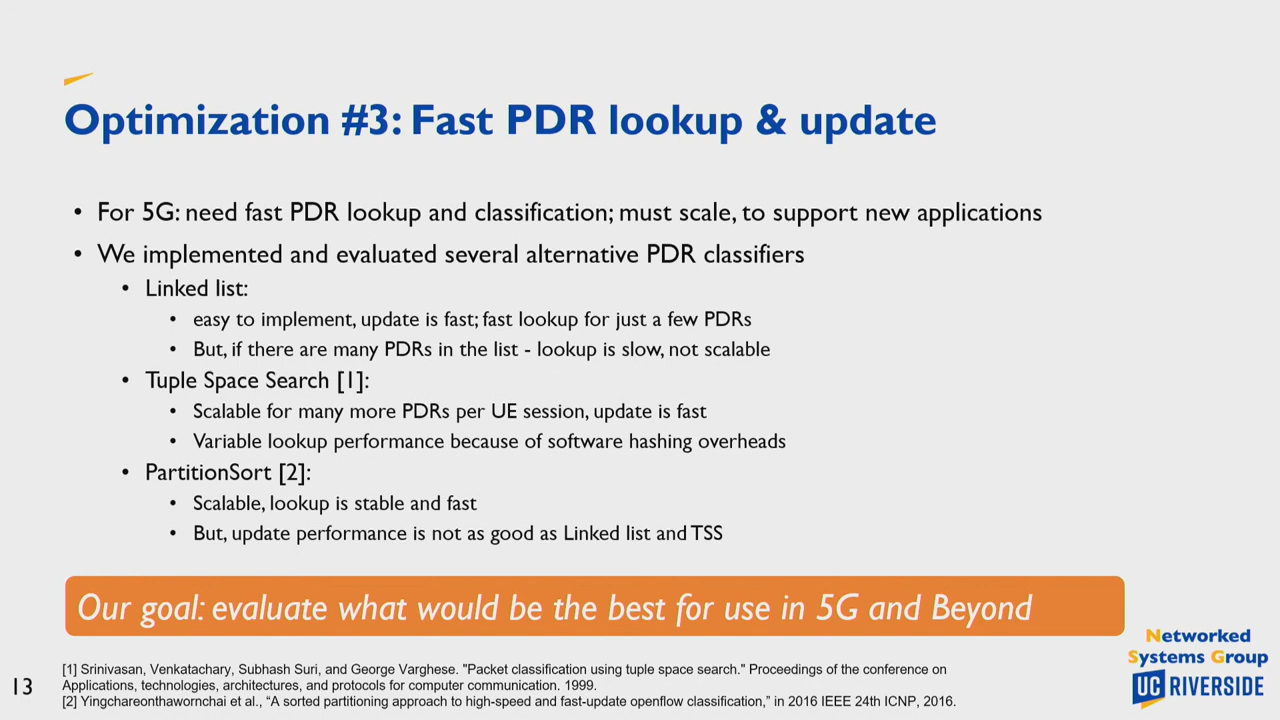 Optimization #3: Fast PDR lookup & update
• For 5G: need fast PDR lookup and classification; must scale, to support new applications
• We implemented and evaluated several alternative PDR classifiers
• Linked list:
• easy to implement, update is fast; fast lookup for just a few PDRs
• But, if there are many PDRs in the list - lookup is slow, not scalable
• Tuple Space Search [1]:
• Scalable for many more PDRs per UE session, update is fast
• Variable lookup performance because of software hashing overheads
• PartitionSort [2]:
• Scalable, lookup is stable and fast
• But, update performance is not as good as Linked list and TSS
Our goal: evaluate what would be the best for use in 5G and Beyond
[1] Srinivasan, Venkatachary, Subhash Suri, and George Varghese. "Packet classification using tuple space search." Proceedings of the conference on
Applications, technologies, architectures, and protocols for computer communication. 1999.
[2] Yingchareonthawornchai et al., “A sorted partitioning approach to high-speed and fast-update openflow classification,” in 2016 IEEE 24th ICNP, 2016.
13
Networked
Systems Group
UC RIVERSIDE